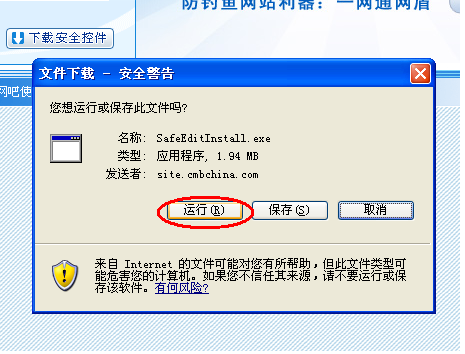 防钓鱼网站利器：一网通网盾
下载安全控件
网吧使
文件下载 - 安全警告
您想运行或保存此文件吗?
名称: SafeEditInstall.exe
类型: 应用程序, 1.94 MB
发送者: site.cmbchina.com
运行(R) 保存(S) 取消
来自 Internet 的文件可能对您有所帮助,但此文件类型可
能危害您的计算机。如果您不信任其来源,请不要运行或保
存该软件。有何风险?